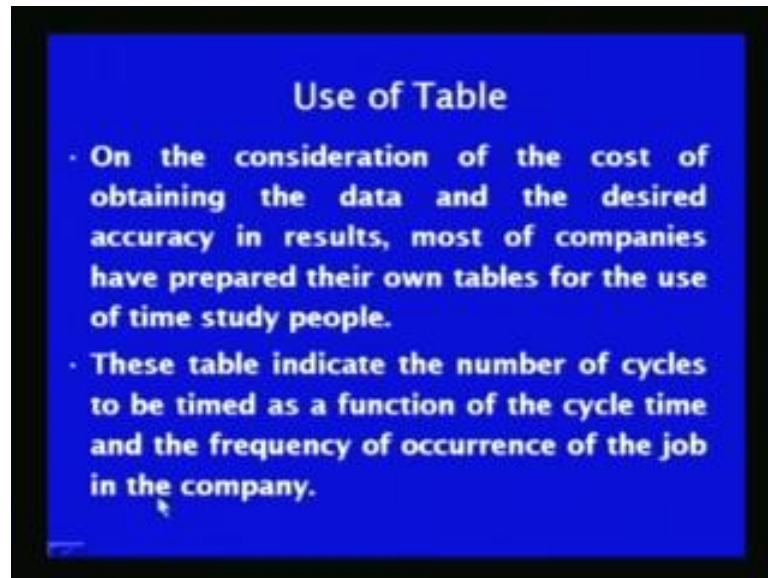 Use of Table
· On the consideration of the cost of
obtaining the data and the desired
accuracy in results, most of companies
have prepared their own tables for the use
of time study people.
· These table indicate the number of cycles
to be timed as a function of the cycle time
and the frequency of occurrence of the job
in the company.